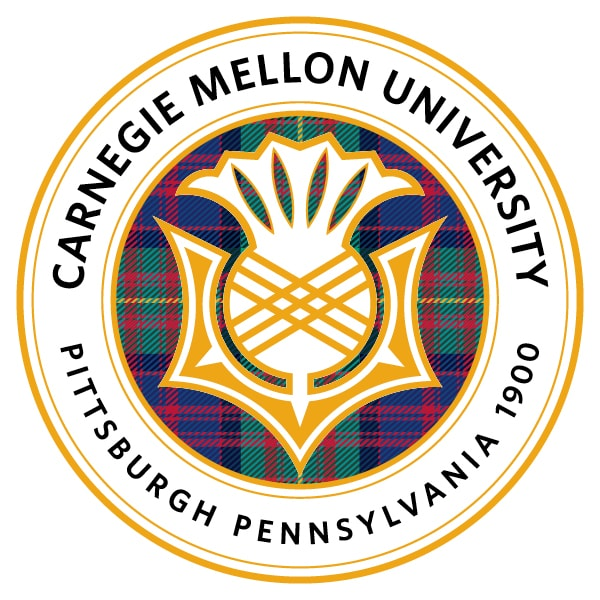 CARNEGIE MELLON UNIVERSITY
PITTSBURGH PENNSYLVANIA 1900